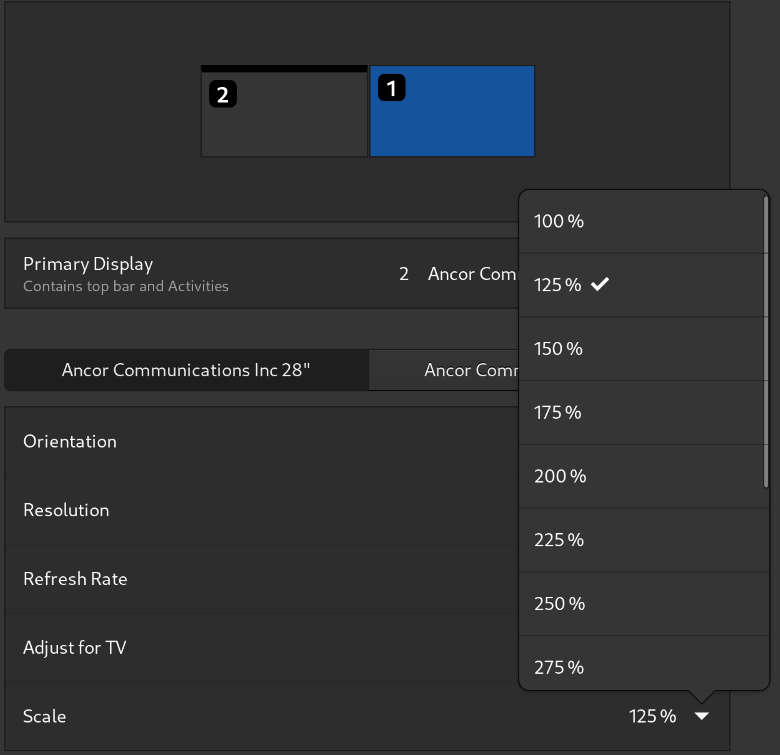 2
1
Primary Display
Contains top bar and Activities
2 Ancor Com
Ancor Communications Inc 28"
Ancor Comm
Orientation
Resolution
Refresh Rate
Adjust for TV
Scale
125 %
100 %
125 %
150 %
175 %
200 %
225 %
250 %
275 %